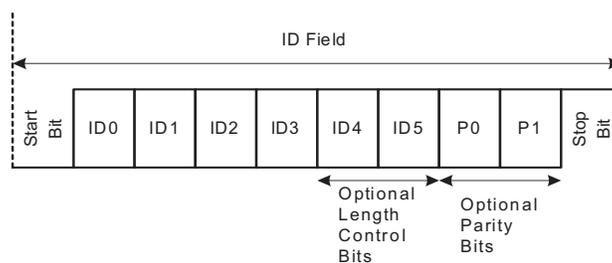 ID Field
Start Bit
ID0 ID1 ID2 ID3 ID4 ID5 P0 P1
Stop Bit
Optional
Length
Control
Bits
Optional
Parity
Bits